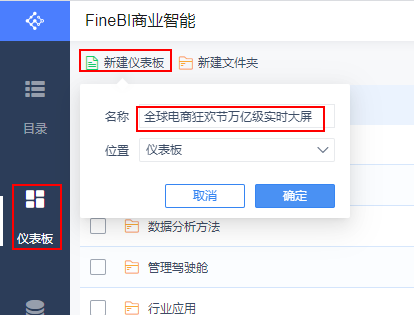 FineBI商业智能
新建仪表板 新建文件夹
目录
名称 全球电商狂欢节万亿级实时大屏
位置 仪表板
取消 确定
仪表板
数据分析方法
管理驾驶舱
行业应用